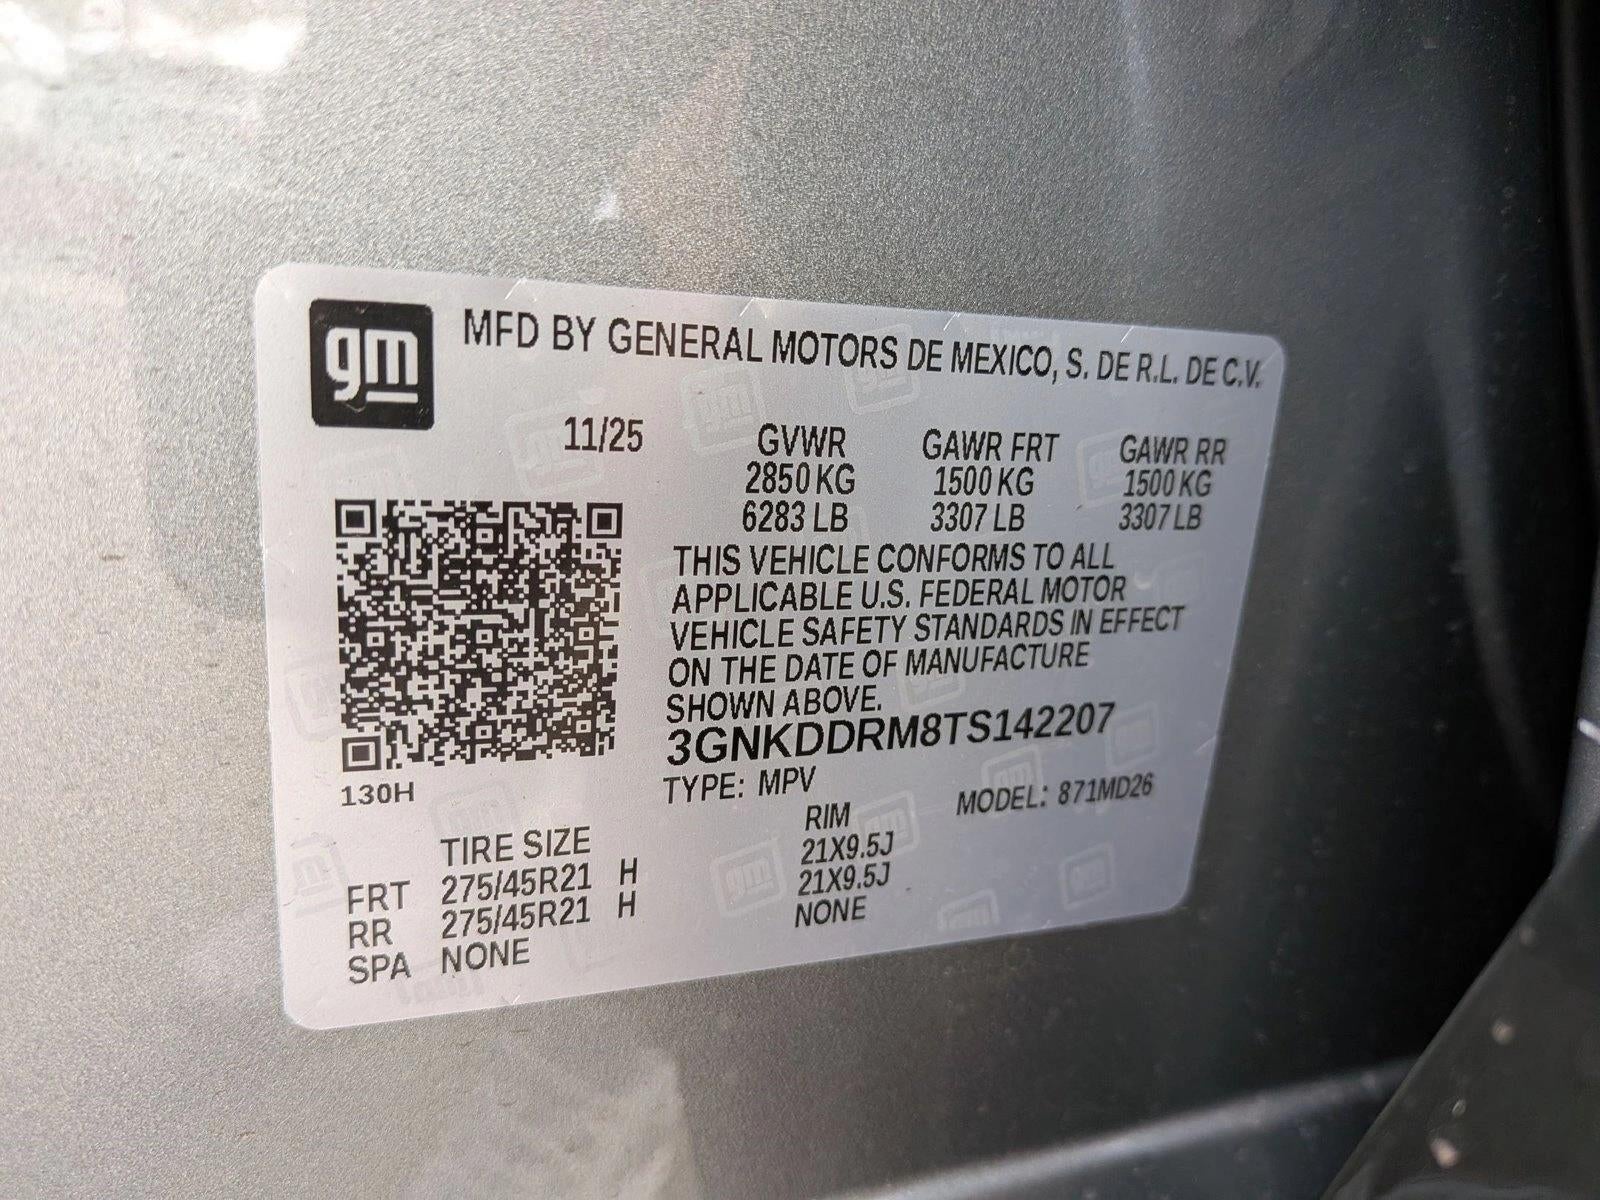 gm
MFD BY GENERAL MOTORS DE MEXICO, S. DE R.L. DE C.V.
11/25
GVWR GAWR FRT GAWR RR
2850 KG 1500 KG 1500 KG
6283 LB 3307 LB 3307 LB
THIS VEHICLE CONFORMS TO ALL
APPLICABLE U.S. FEDERAL MOTOR
VEHICLE SAFETY STANDARDS IN EFFECT
ON THE DATE OF MANUFACTURE
SHOWN ABOVE.
3GNKDDRM8TS142207
130H
TYPE: MPV MODEL: 871MD26
TIRE SIZE RIM
FRT 275/45R21 H 21X9.5J
RR 275/45R21 H 21X9.5J
SPA NONE NONE